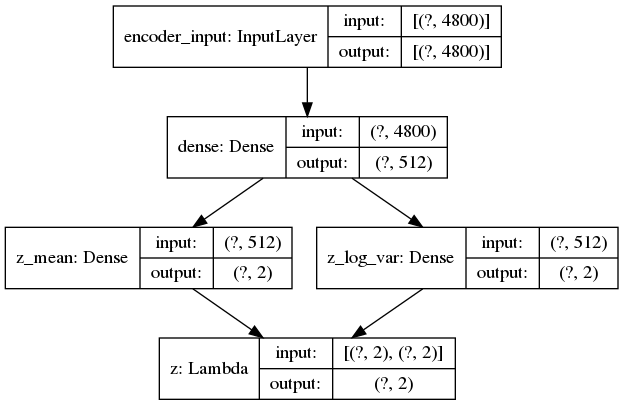 encoder_input: InputLayer
input: [(?, 4800)]
output: [(?, 4800)]
dense: Dense
input: (?, 4800)
output: (?, 512)
z_mean: Dense
input: (?, 512)
output: (?, 2)
z_log_var: Dense
input: (?, 512)
output: (?, 2)
z: Lambda
input: [(?, 2), (?, 2)]
output: (?, 2)